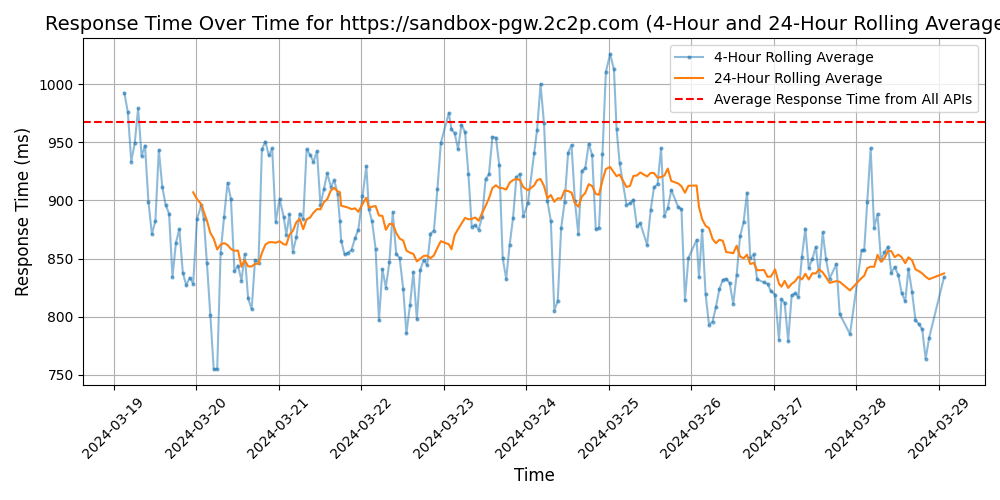 Response Time Over Time for https://sandbox-pgw.2c2p.com (4-Hour and 24-Hour Rolling Average
4-Hour Rolling Average
24-Hour Rolling Average
Average Response Time from All APIs
Response Time (ms)
1000
950
900
850
800
750
2024-03-19
2024-03-20
2024-03-21
2024-03-22
2024-03-23
2024-03-24
2024-03-25
2024-03-26
2024-03-27
2024-03-28
2024-03-29
Time